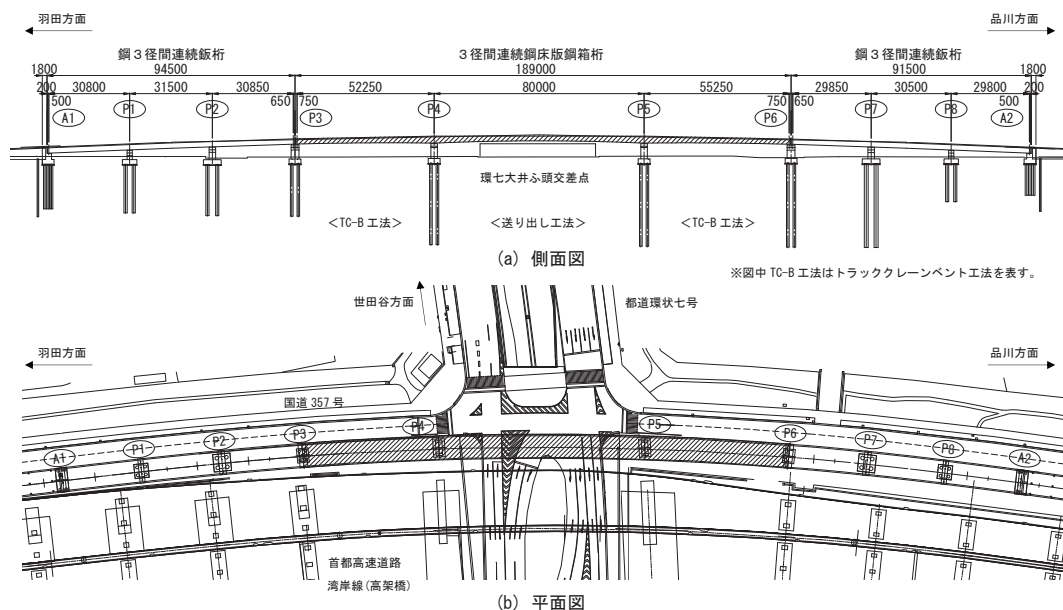 羽田方面
品川方面
鋼3径間連続鈑桁
3径間連続鋼床版鋼箱桁
鋼3径間連続鈑桁
1800
94500
189000
91500
1800
200
30800
31500
30850
52250
80000
55250
29850
30500
29800
200
500
650
750
750
650
500
A1
P1
P2
P3
P4
P5
P6
P7
P8
A2
環七大井ふ頭交差点
<TC-B工法>
<送り出し工法>
<TC-B工法>
(a) 側面図
※図中 TC-B 工法はトラッククレーンベント工法を表す。
世田谷方面
都道環状七号
羽田方面
品川方面
国道357号
A1
P1
P2
P3
P4
P5
P6
P7
P8
A2
首都高速道路
湾岸線(高架橋)
(b) 平面図